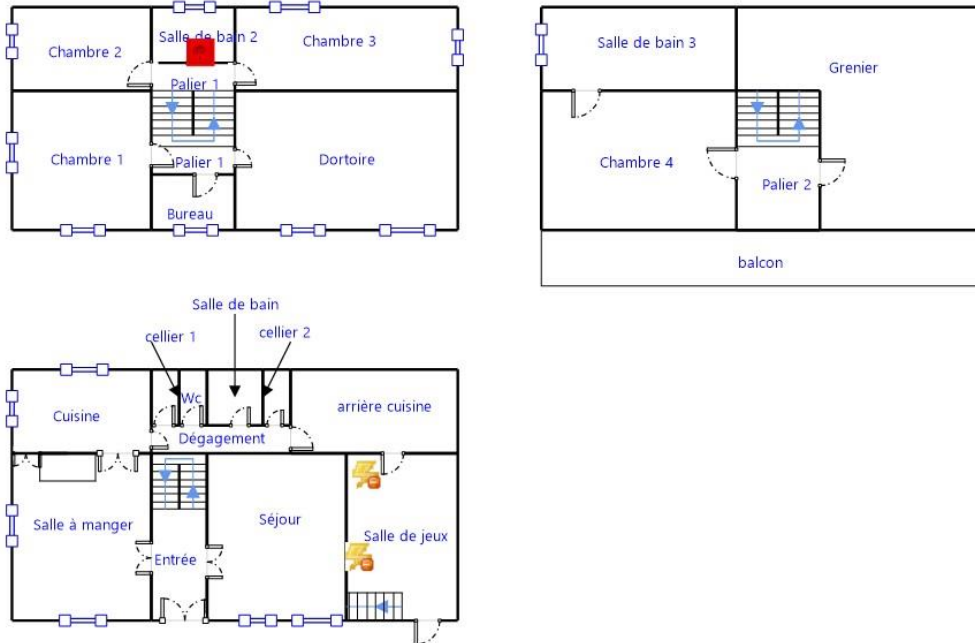 Salle de bain 2
Chambre 3
Chambre 2
Palier 1
Chambre 1
Palier 1
Dortoire
Bureau
Salle de bain 3
Grenier
Chambre 4
Palier 2
balcon
Salle de bain
cellier 1
cellier 2
Wc
Cuisine
arrière cuisine
Dégagement
Salle à manger
Séjour
Salle de jeux
Entrée